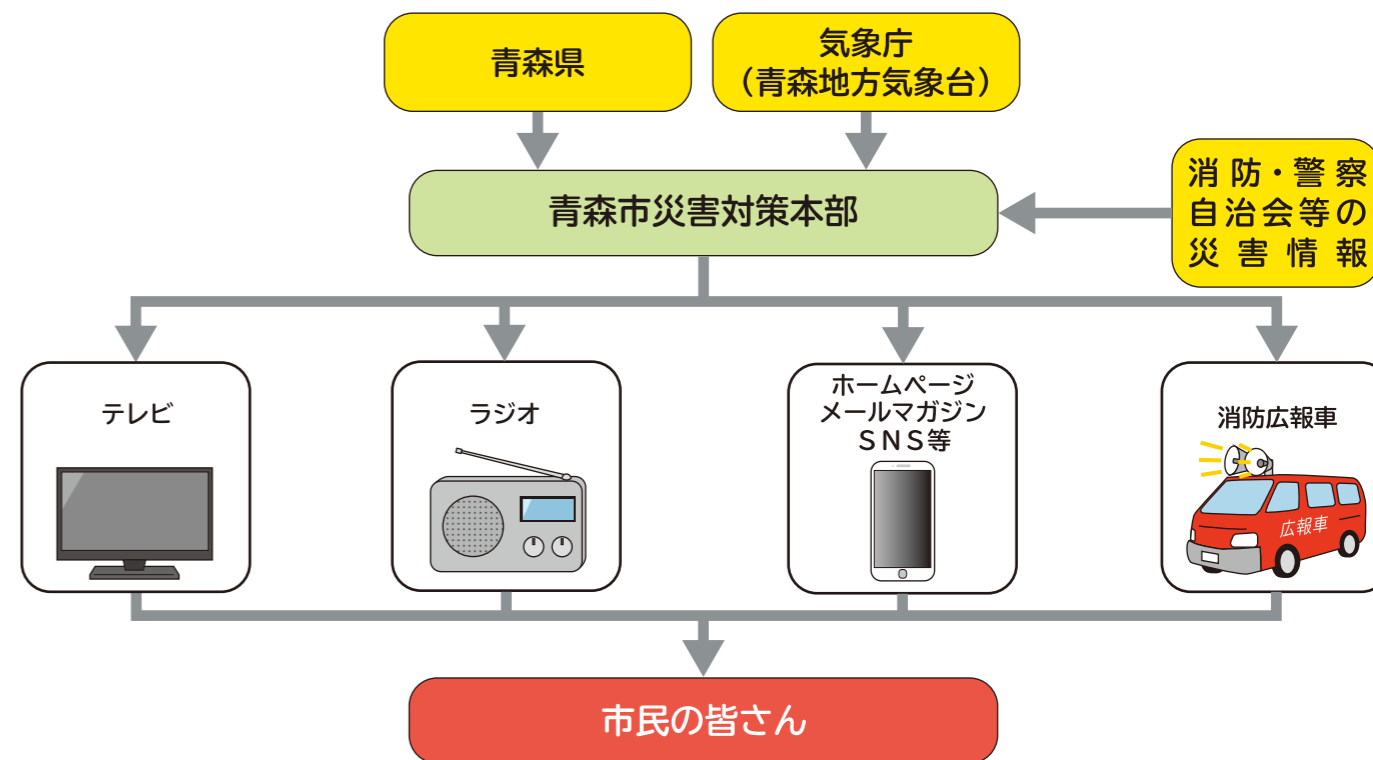 青森県
気象庁
（青森地方気象台）
青森市災害対策本部
消防・警察
自治会等の
災害情報
テレビ
ラジオ
ホームページ
メールマガジン
ＳＮＳ等
消防広報車
広報車
市民の皆さん